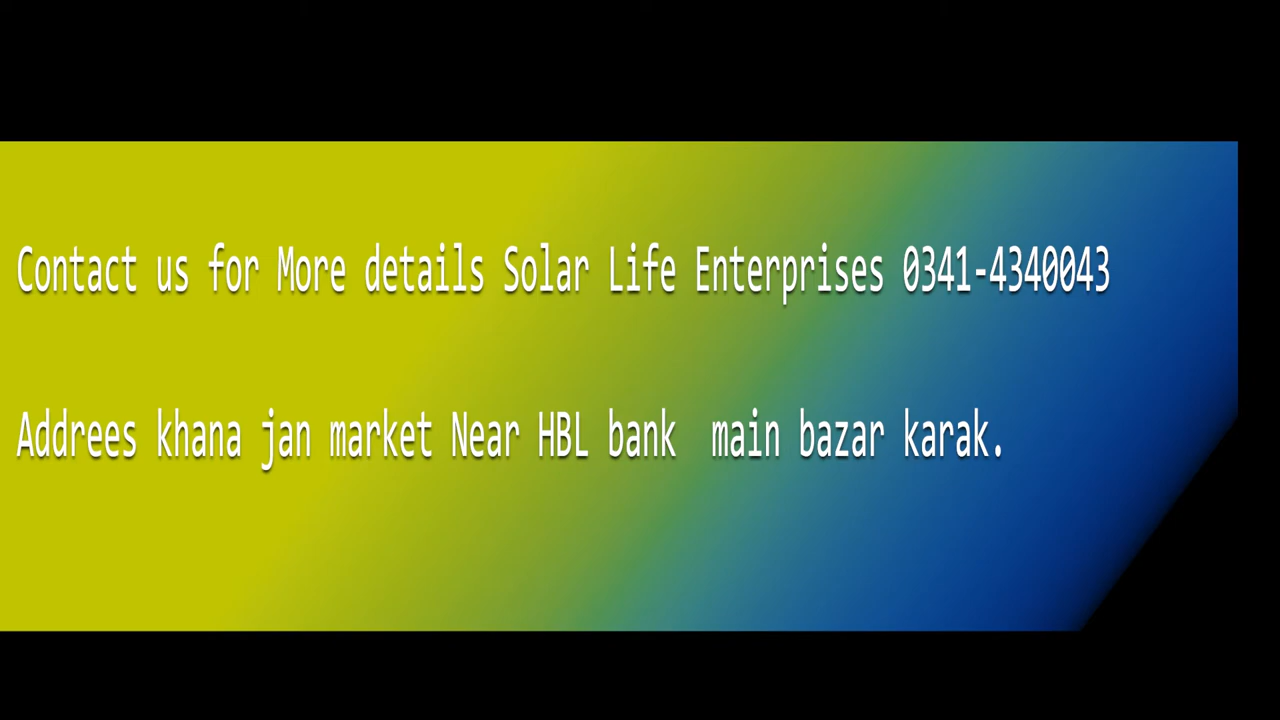 Contact us for More details Solar Life Enterprises 0341-4340043
Addrees khana jan market Near HBL bank  main bazar karak.